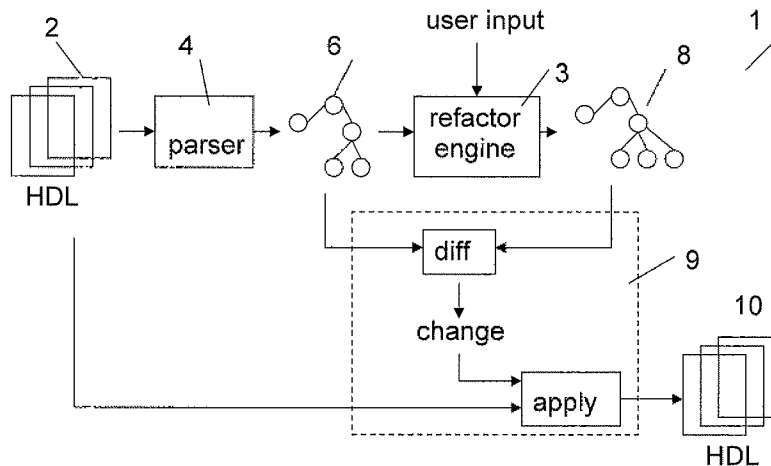 user input
1
2
4
6
3
8
parser
refactor
engine
HDL
diff
9
change
10
apply
HDL